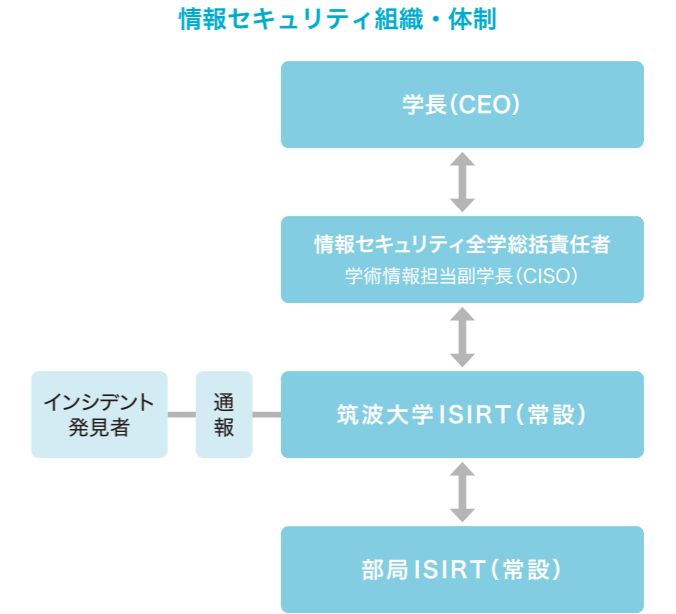 情報セキュリティ組織・体制
学長(CEO)
情報セキュリティ全学総括責任者
学術情報担当副学長(CISO)
インシデント
発見者
通
報
筑波大学ISIRT(常設)
部局ISIRT(常設)